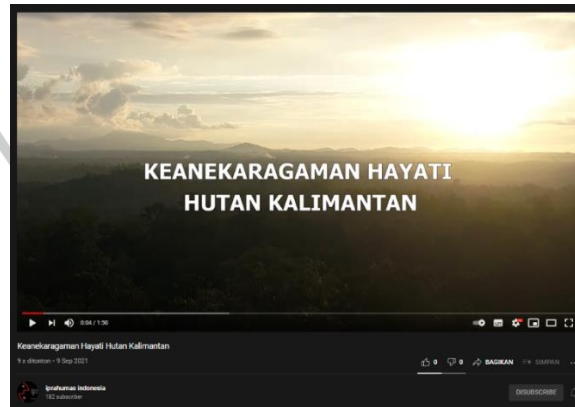 KEANEKARAGAMAN HAYATI
HUTAN KALIMANTAN
0:04 / 1:56
Keanekaragaman Hayati Hutan Kalimantan
9 x ditonton • 9 Sep 2021
0 0 BAGIKAN SIMPAN
iprahumas indonesia
182 subscriber
DISUBSCRIBE